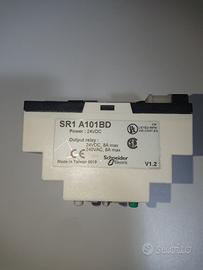 SR1 A101BD
Power : 24VDC
Output relay :
24VDC, 8A max
240VAC, 8A max
Made in Taiwan
Schneider
Electric
V1.2
subito